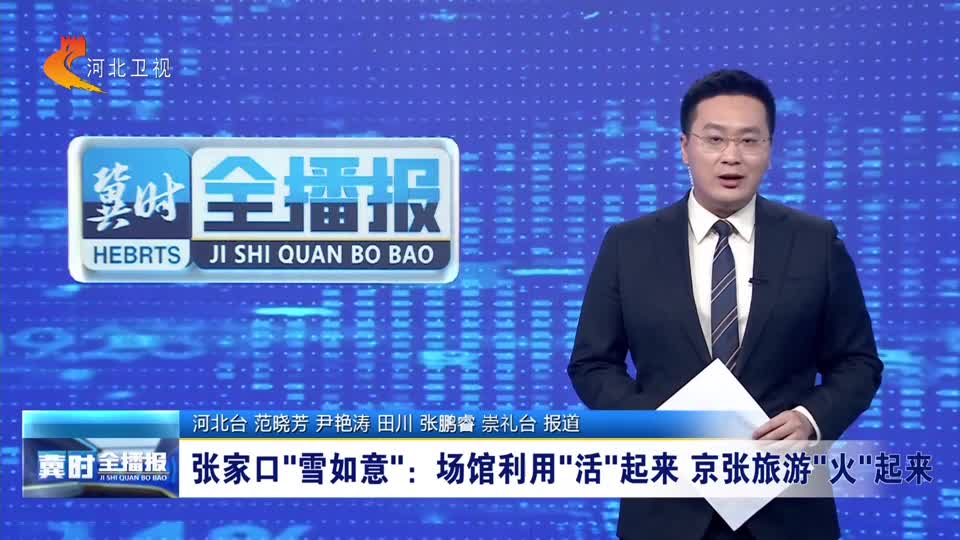 河北卫视
冀时
全播报
HEBRTS
JI SHI QUAN BO BAO
河北台 范晓芳 尹艳涛 田川 张鹏睿 崇礼台 报道
冀时
全播报
JI SHI QUAN BO BAO
张家口"雪如意"：场馆利用"活"起来 京张旅游"火"起来